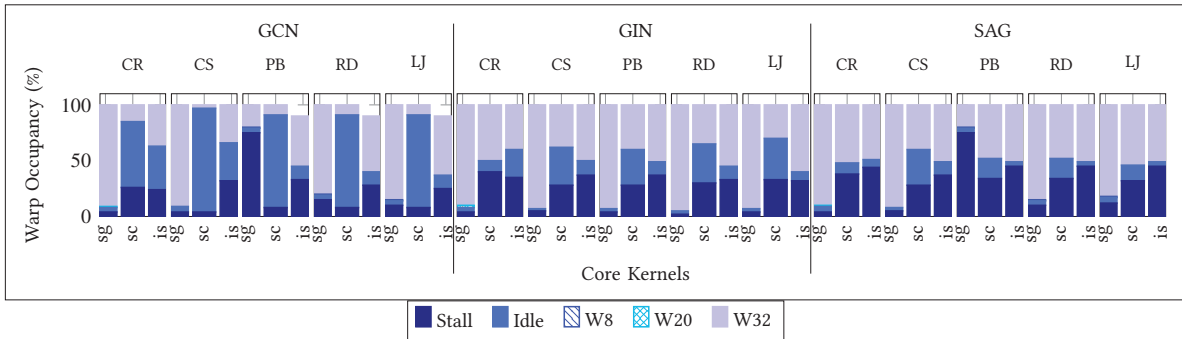 GCN GIN SAG
CR CS PB RD LJ CR CS PB RD LJ CR CS PB RD LJ
Warp Occupancy (%)
100
50
0
sg sc is sg sc is sg sc is sg sc is sg sc is sg sc is sg sc is sg sc is sg sc is sg sc is sg sc is sg sc is sg sc is sg sc is sg sc is
Core Kernels
Stall Idle W8 W20 W32